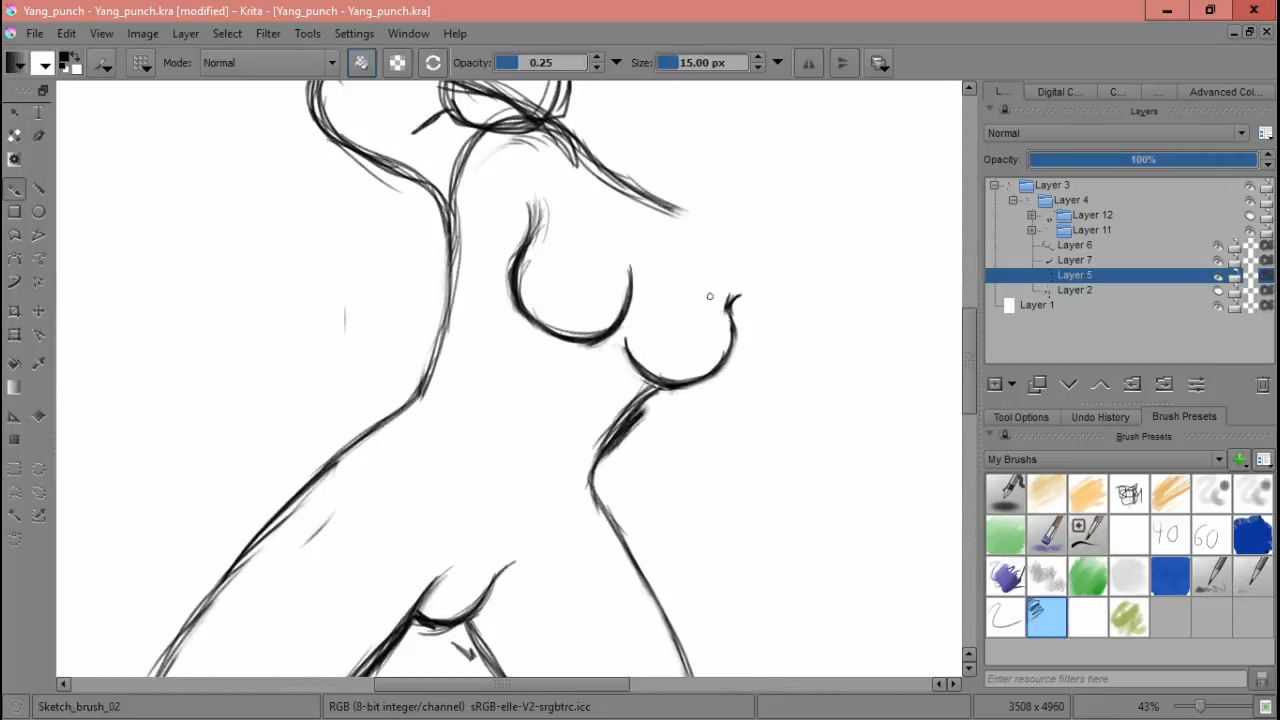 Yang_punch - Yang_punch.kra [modified] – Krita - [Yang_punch - Yang_punch.kra]
File Edit View Image Layer Select Filter Tools Settings Window Help
Mode: Normal Opacity: 0.25 Size: 15.00 px
L... Digital C... C... ... Advanced Col...
Layers
Normal
Opacity: 100%
Layer 3
Layer 4
Layer 12
Layer 11
Layer 6
Layer 7
Layer 5
Layer 2
Layer 1
Tool Options Undo History Brush Presets
Brush Presets
My Brushes
40 60
Enter resource filters here
Sketch_brush_02 RGB (8-bit integer/channel) sRGB-elle-V2-srgbtrc.icc 3508 x 4960 43%